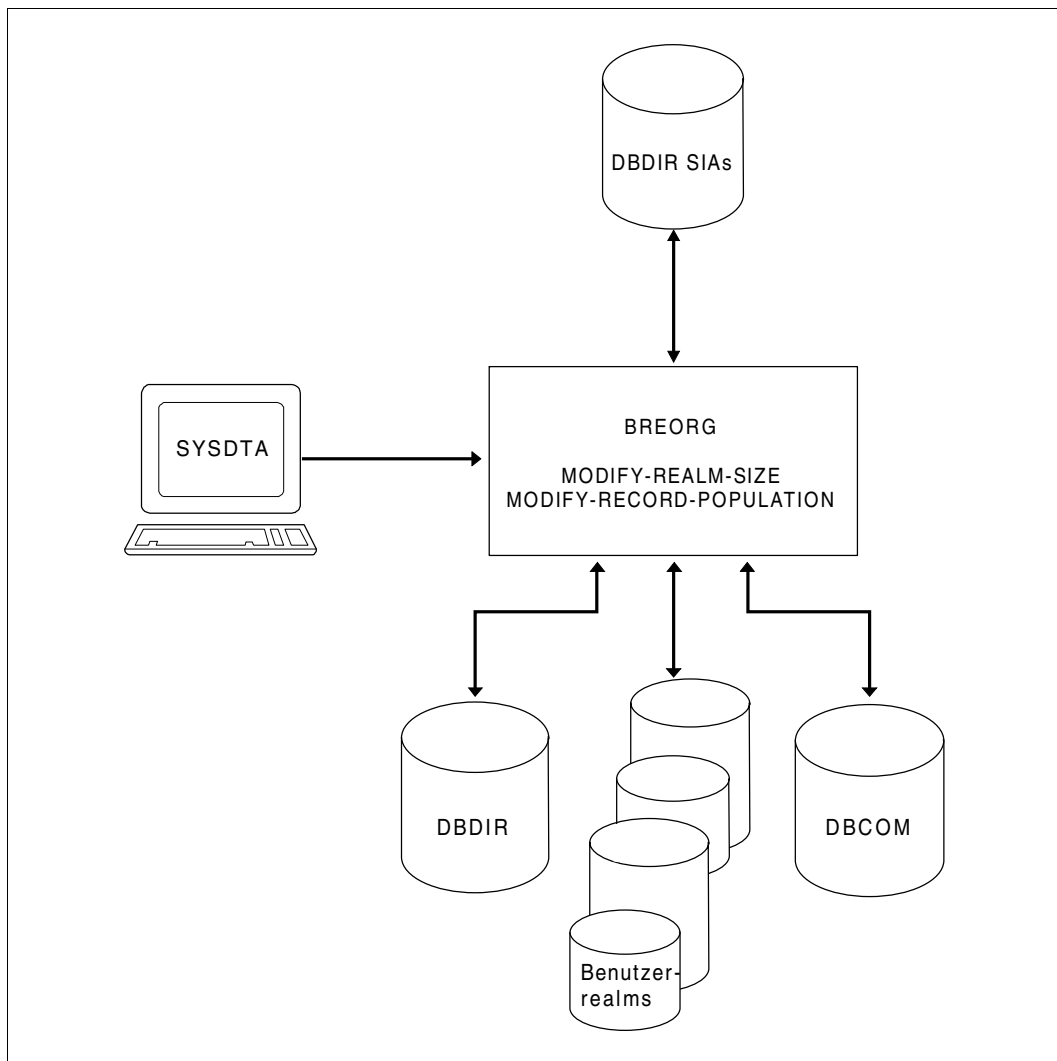 DBDIR SIAs
SYSDTA
BREORG
MODIFY-REALM-SIZE
MODIFY-RECORD-POPULATION
DBDIR
DBCOM
Benutzer-
realms